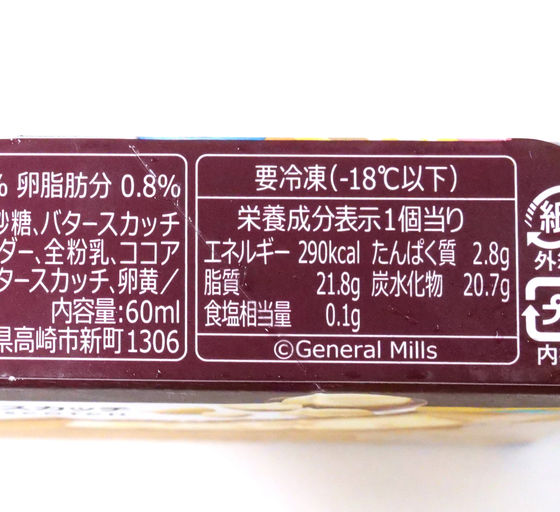 % 卵脂肪分 0.8%
砂糖、バタースカッチ
ダー、全粉乳、ココア
タースカッチ、卵黄／
内容量:60ml
県高崎市新町1306
要冷凍(-18℃以下)
栄養成分表示1個当り
エネルギー 290kcal たんぱく質 2.8g
脂質 21.8g 炭水化物 20.7g
食塩相当量 0.1g
©General Mills
紙
外
内
スカッチ